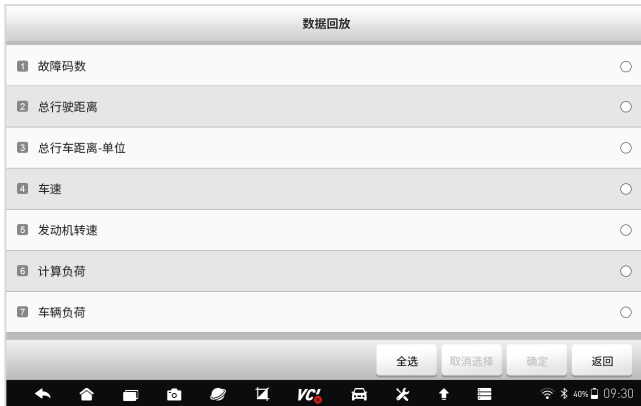 数据回放
1 故障码数
2 总行驶距离
3 总行车距离-单位
4 车速
5 发动机转速
6 计算负荷
7 车辆负荷
全选 取消选择 确定 返回
VCI 40% 09:30